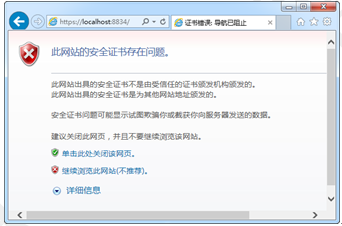 https://localhost:8834/
证书错误: 导航已阻止
此网站的安全证书存在问题。
此网站出具的安全证书不是由受信任的证书颁发机构颁发的。
此网站出具的安全证书是为其他网站地址颁发的。
安全证书问题可能显示试图欺骗你或截获你向服务器发送的数据。
建议关闭此网页，并且不要继续浏览该网站。
单击此处关闭该网页。
继续浏览此网站(不推荐)。
详细信息